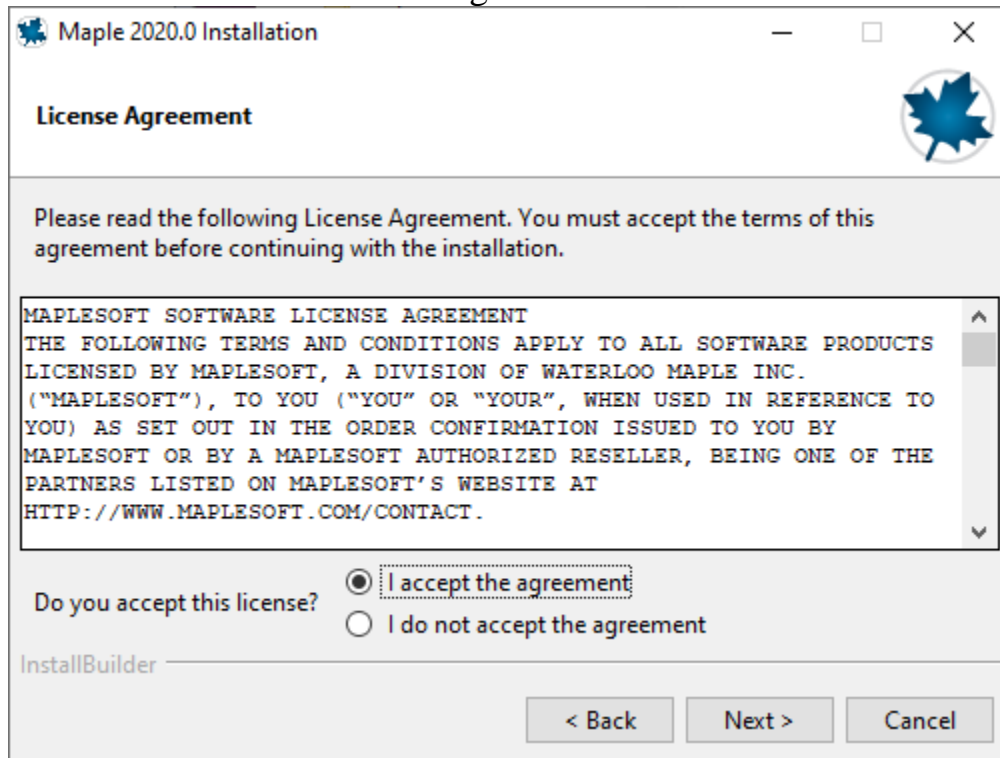 Maple 2020.0 Installation
License Agreement
Please read the following License Agreement. You must accept the terms of this
agreement before continuing with the installation.
MAPLESOFT SOFTWARE LICENSE AGREEMENT
THE FOLLOWING TERMS AND CONDITIONS APPLY TO ALL SOFTWARE PRODUCTS
LICENSED BY MAPLESOFT, A DIVISION OF WATERLOO MAPLE INC.
(“MAPLESOFT”), TO YOU (“YOU” OR “YOUR”, WHEN USED IN REFERENCE TO
YOU) AS SET OUT IN THE ORDER CONFIRMATION ISSUED TO YOU BY
MAPLESOFT OR BY A MAPLESOFT AUTHORIZED RESELLER, BEING ONE OF THE
PARTNERS LISTED ON MAPLESOFT’S WEBSITE AT
HTTP://WWW.MAPLESOFT.COM/CONTACT.
Do you accept this license?
I accept the agreement
I do not accept the agreement
InstallBuilder
< Back
Next >
Cancel